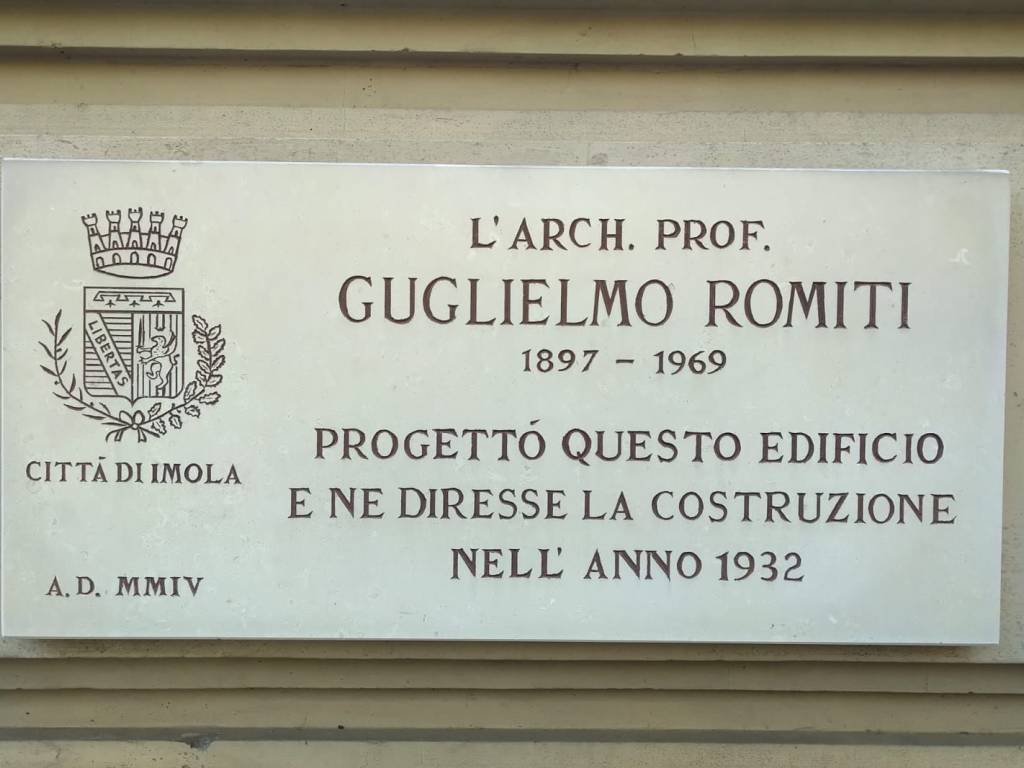 LIBERTAS
CITTÁ DI IMOLA
A. D. MMIV
L'ARCH. PROF.
GUGLIELMO ROMITI
1897 - 1969
PROGETTÓ QUESTO EDIFICIO
E NE DIRESSE LA COSTRUZIONE
NELL' ANNO 1932